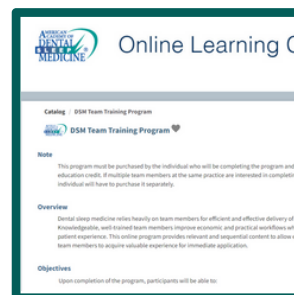 AMERICAN
ACADEMY OF
DENTAL
SLEEP
MEDICINE
Online Learning C
Catalog / DSM Team Training Program
DSM Team Training Program
Note
This program must be purchased by the individual who will be completing the program and
education credit. If multiple team members at the same practice are interested in completin
individual will have to purchase it separately.
Overview
Dental sleep medicine relies heavily on team members for efficient and effective delivery of
Knowledgeable, well-trained team members improve economic and practical workflows wh
patient experience. This online program provides relevant and sequential content to allow
team members to acquire valuable experience for immediate application.
Objectives
Upon completion of the program, participants will be able to: